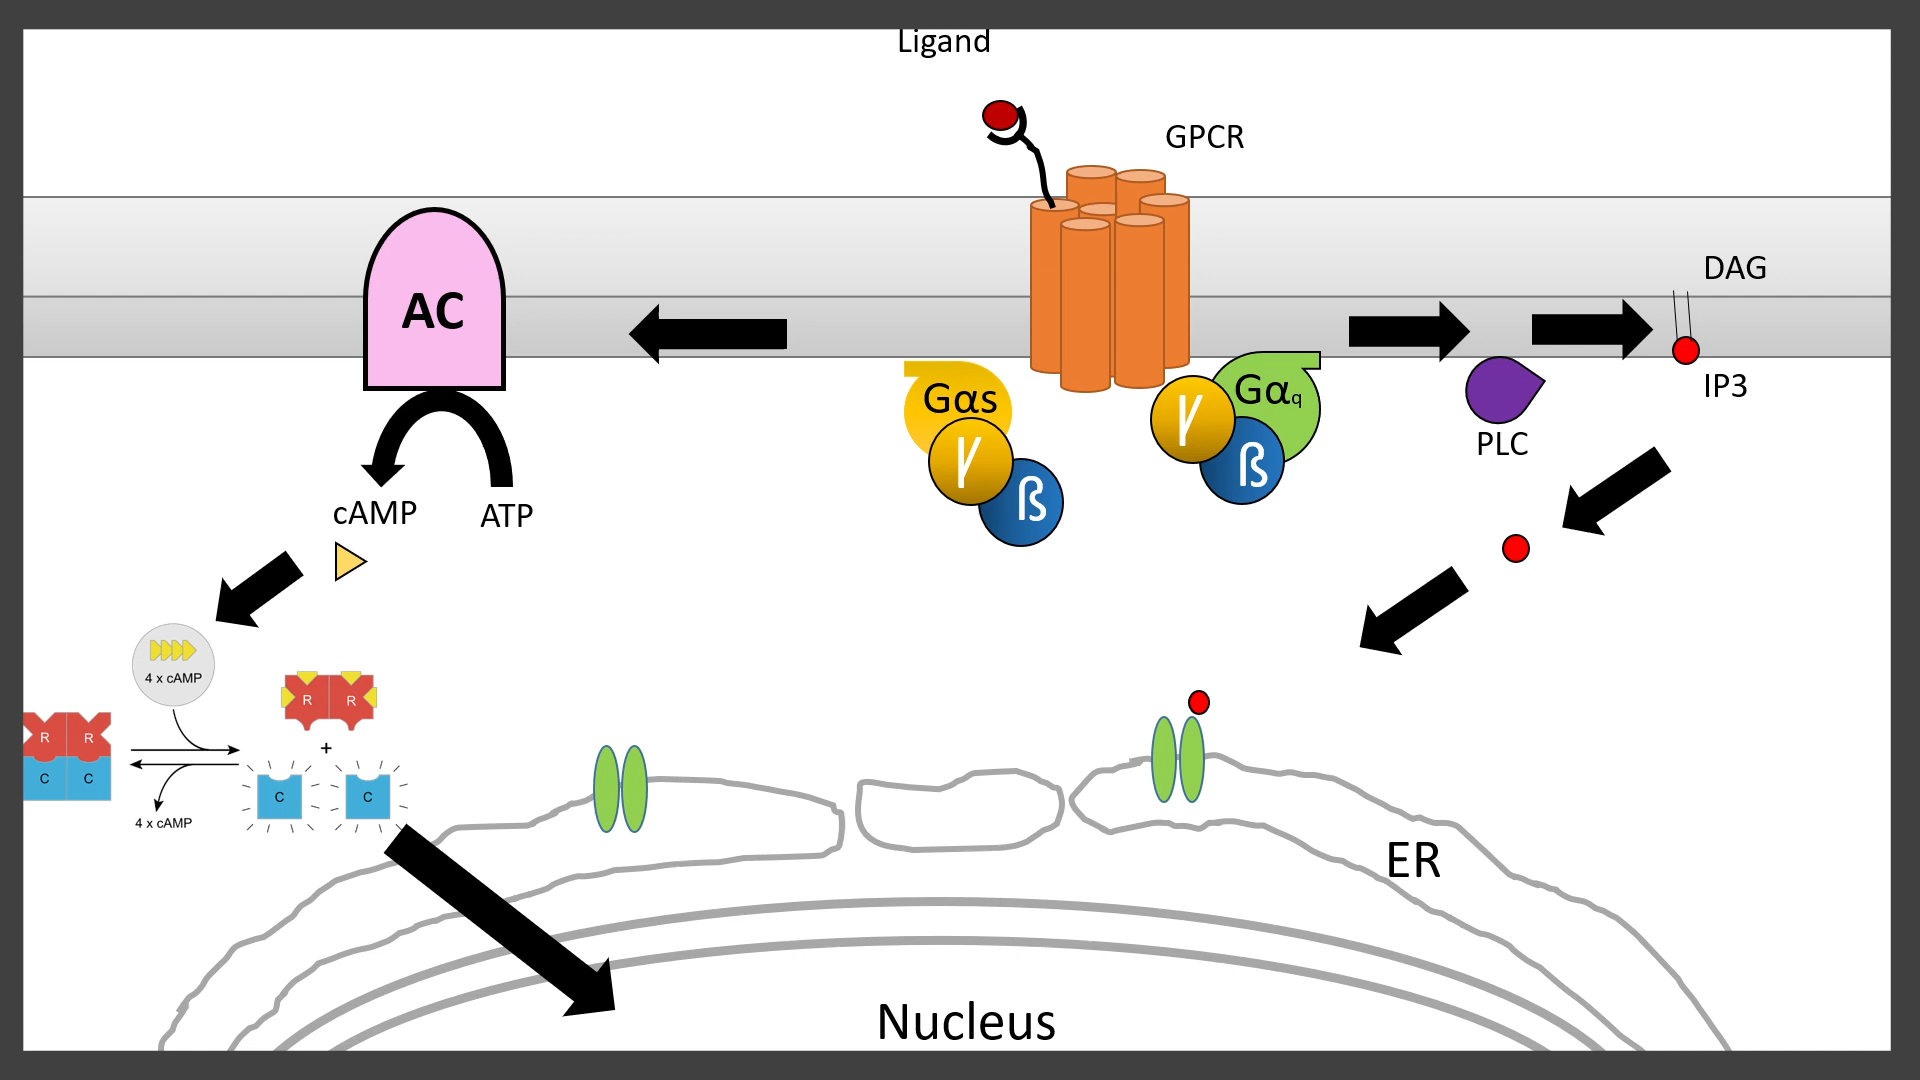 Ligand
GPCR
DAG
AC
IP3
Gαs
γ
ß
Gαq
γ
ß
PLC
cAMP
ATP
4 x cAMP
R
R
R
R
+
C
C
C
C
4 x cAMP
ER
Nucleus